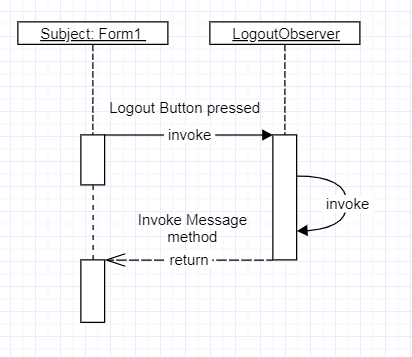 Subject: Form1
LogoutObserver
Logout Button pressed
invoke
invoke
Invoke Message
method
return